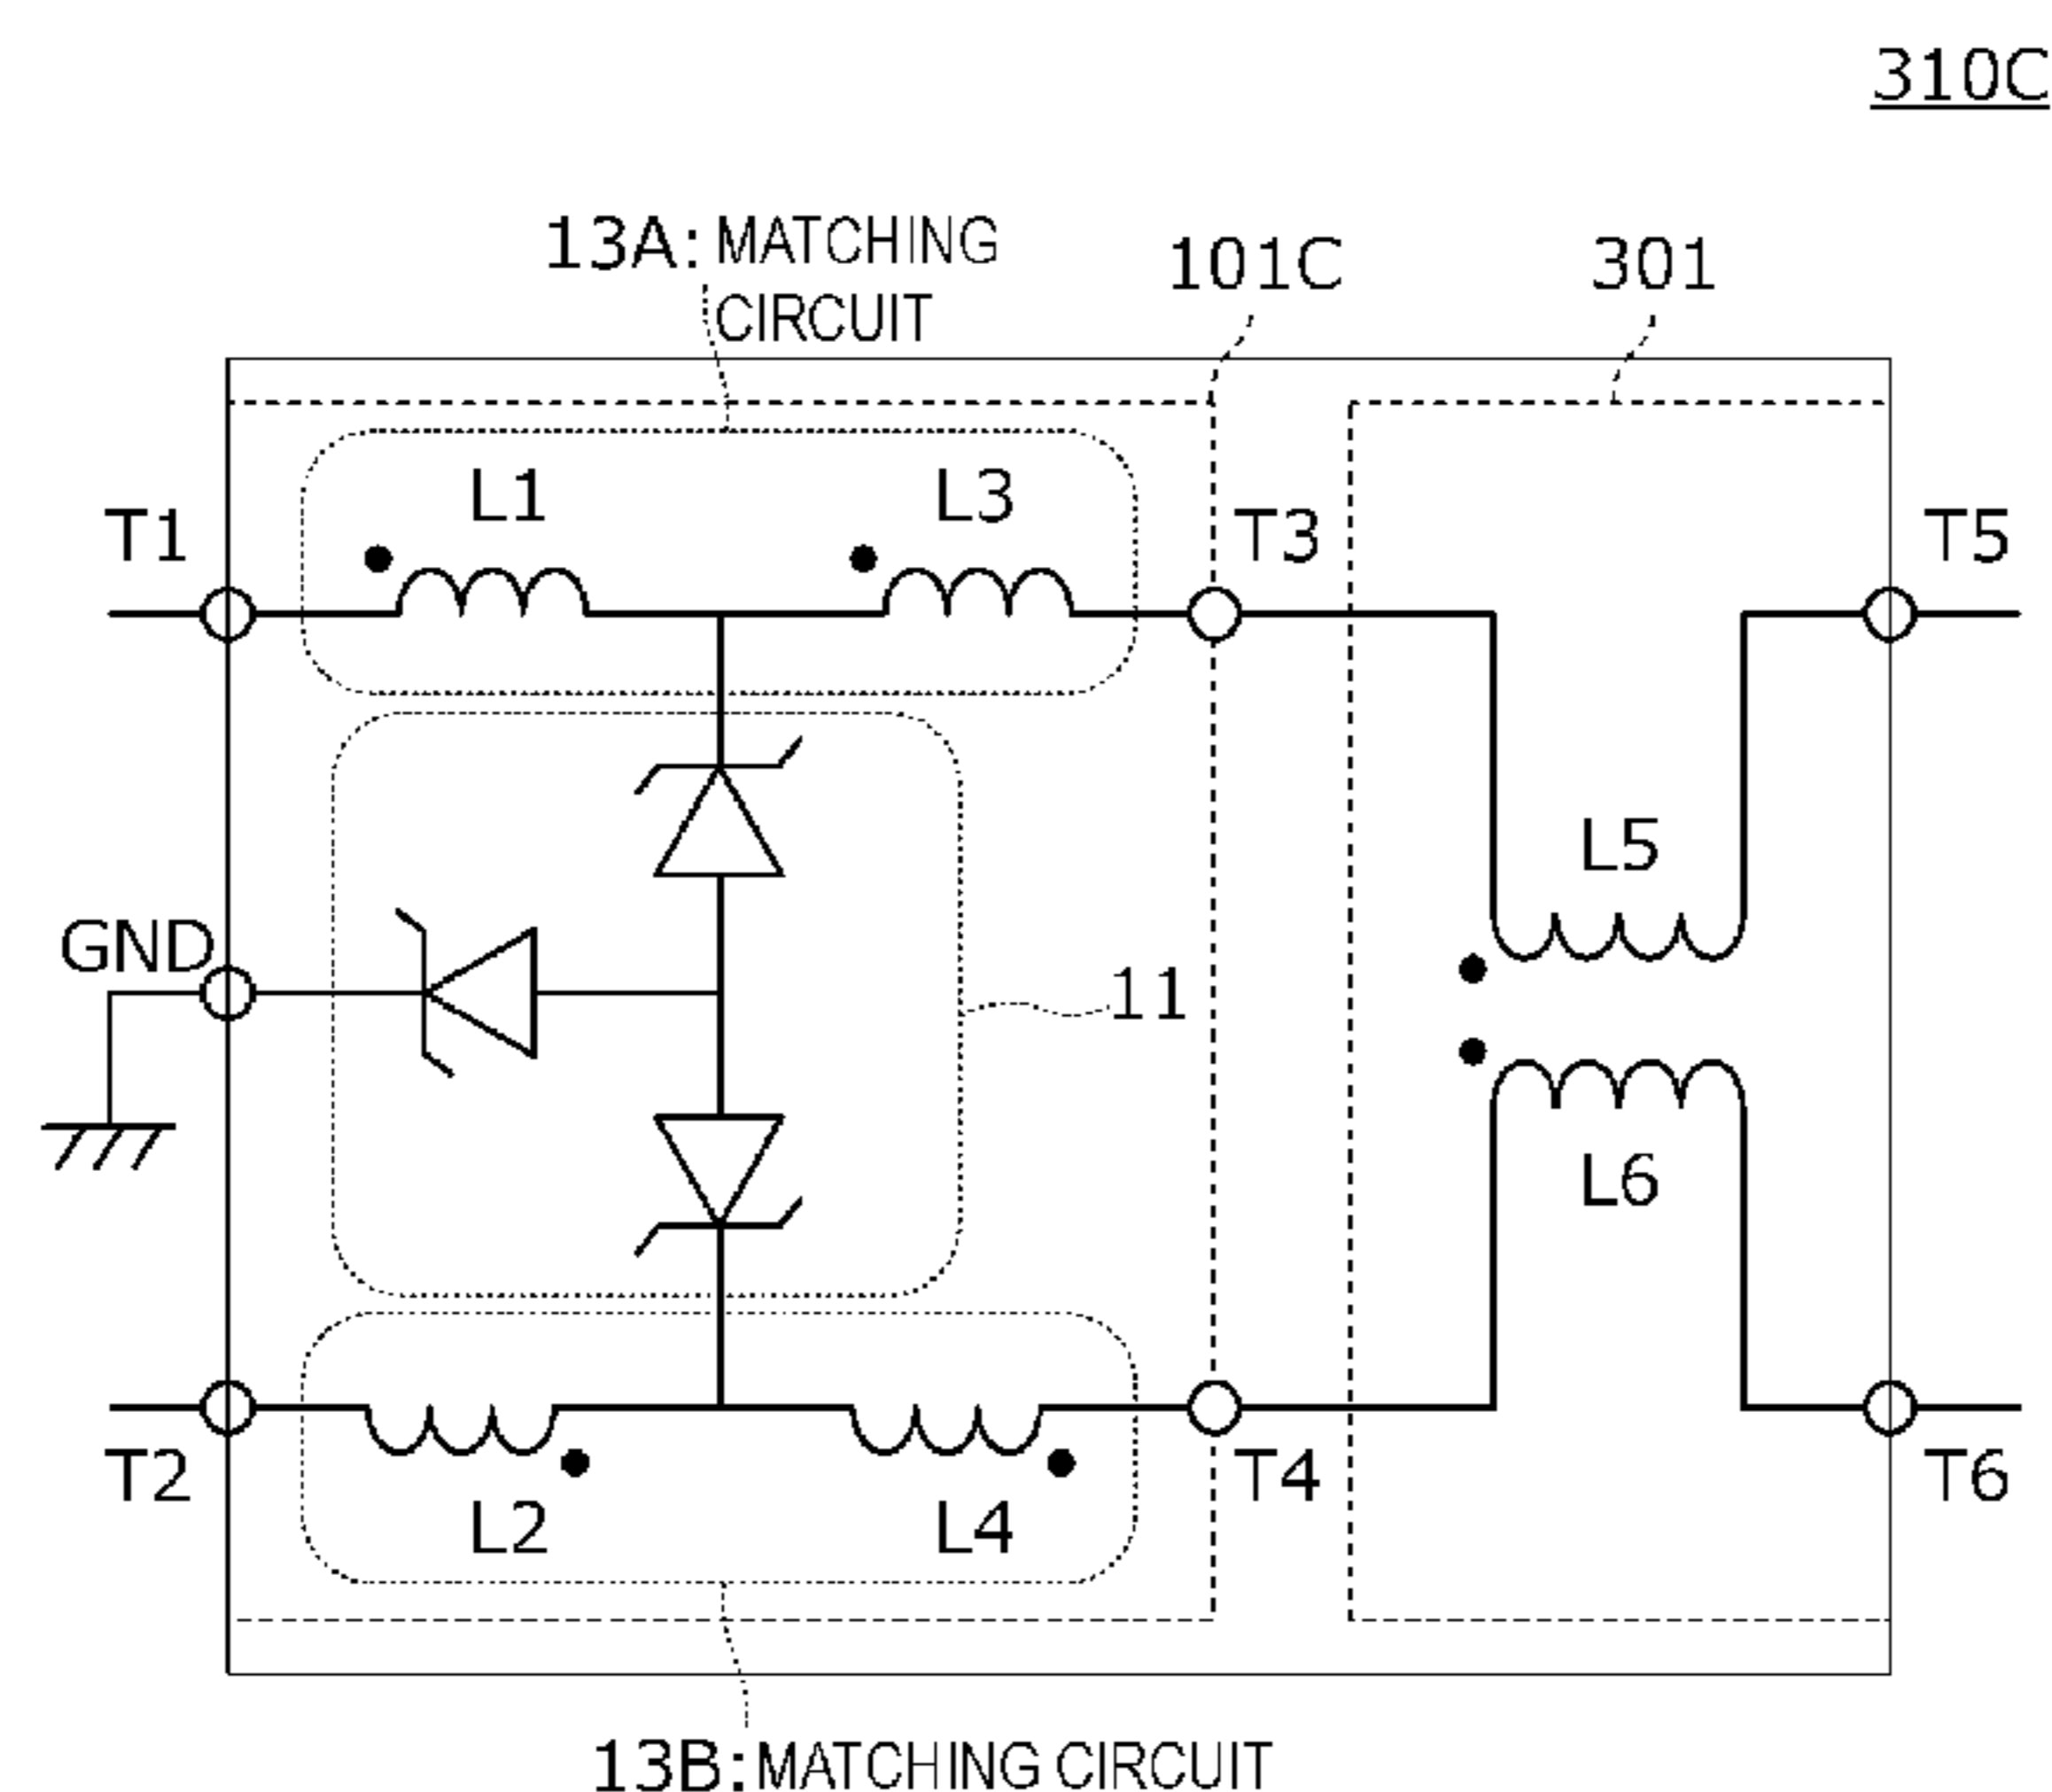 310C
13A: MATCHING
CIRCUIT
101C
301
L1
L3
T1
T3
T5
L5
GND
11
L6
T2
T4
T6
L2
L4
13B: MATCHING CIRCUIT